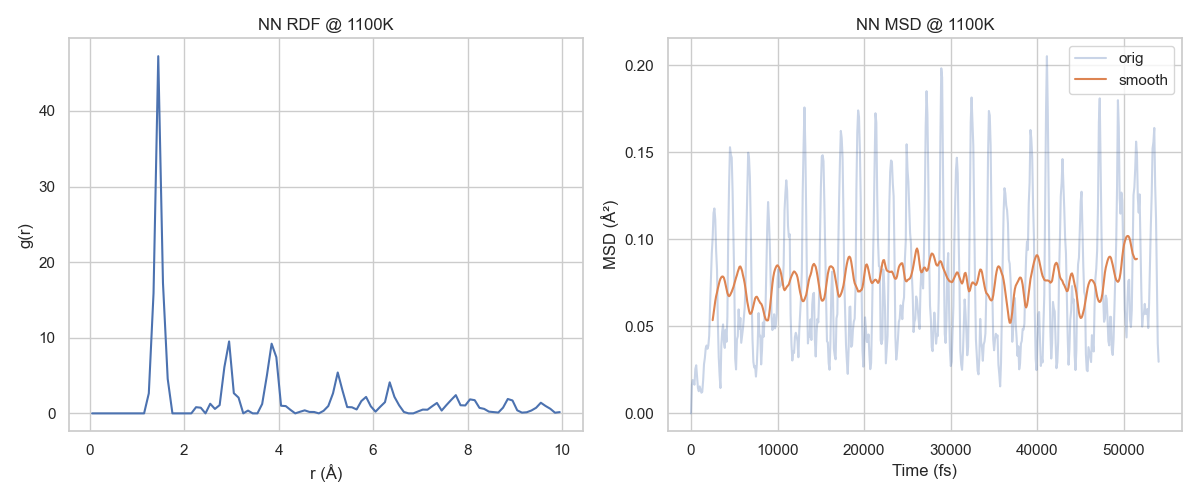 NN RDF @ 1100K
g(r)
40
30
20
10
0
0
2
4
6
8
10
r (Å)
NN MSD @ 1100K
orig
smooth
MSD (Å²)
0.20
0.15
0.10
0.05
0.00
0
10000
20000
30000
40000
50000
Time (fs)